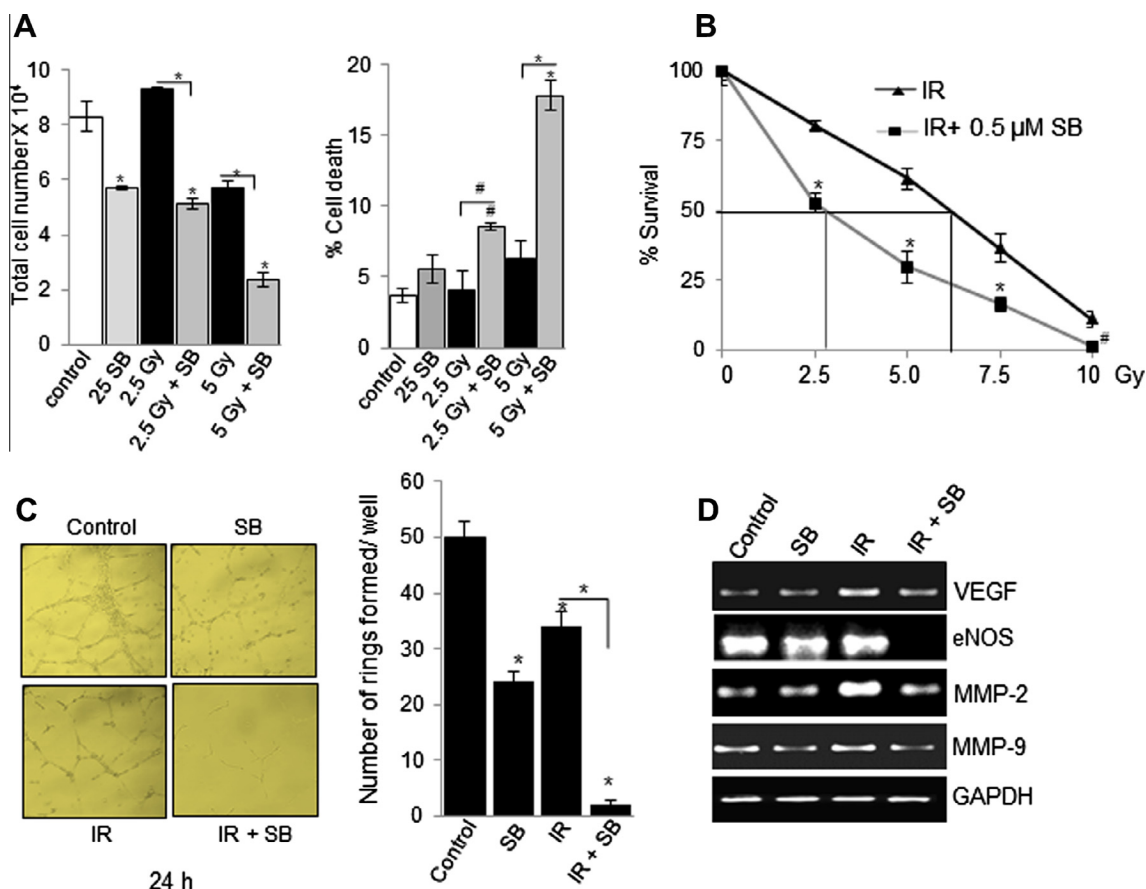 A
Total cell number X 10⁴
10
8
6
4
2
0
*
*
*
*
*
control
25 SB
2.5 Gy
2.5 Gy + SB
5 Gy
5 Gy + SB
% Cell death
20
15
10
5
0
#
#
*
*
control
25 SB
2.5 Gy
2.5 Gy + SB
5 Gy
5 Gy + SB
B
% Survival
100
75
50
25
0
IR
IR+ 0.5 µM SB
*
*
*
#
0
2.5
5.0
7.5
10
Gy
C
Control
SB
IR
IR + SB
24 h
Number of rings formed/ well
60
50
40
30
20
10
0
*
*
*
*
Control
SB
IR
IR + SB
D
Control
SB
IR
IR + SB
VEGF
eNOS
MMP-2
MMP-9
GAPDH